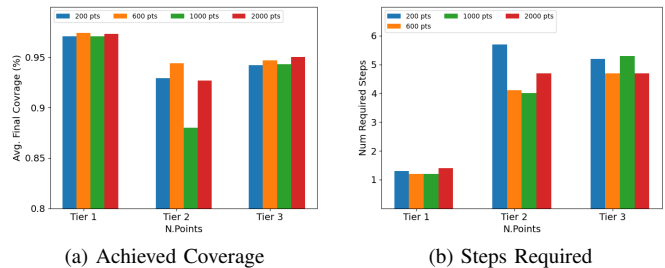 200 pts 600 pts 1000 pts 2000 pts
Avg. Final Covrage (%)
0.95
0.9
0.85
0.8
Tier 1 Tier 2 Tier 3
N.Points
(a) Achieved Coverage
200 pts 1000 pts 2000 pts
600 pts
Num Required Steps
6
5
4
3
2
1
Tier 1 Tier 2 Tier 3
N.Points
(b) Steps Required